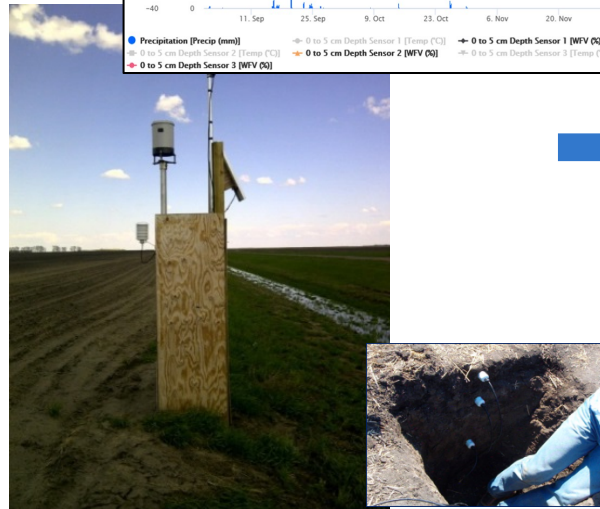 −40 0
11. Sep 25. Sep 9. Oct 23. Oct 6. Nov 20. Nov
Precipitation [Precip (mm)] 0 to 5 cm Depth Sensor 1 [Temp (°C)] 0 to 5 cm Depth Sensor 1 [WFV (%)
0 to 5 cm Depth Sensor 2 [Temp (°C)] 0 to 5 cm Depth Sensor 2 [WFV (%)] 0 to 5 cm Depth Sensor 3 [Temp (°
0 to 5 cm Depth Sensor 3 [WFV (%)]